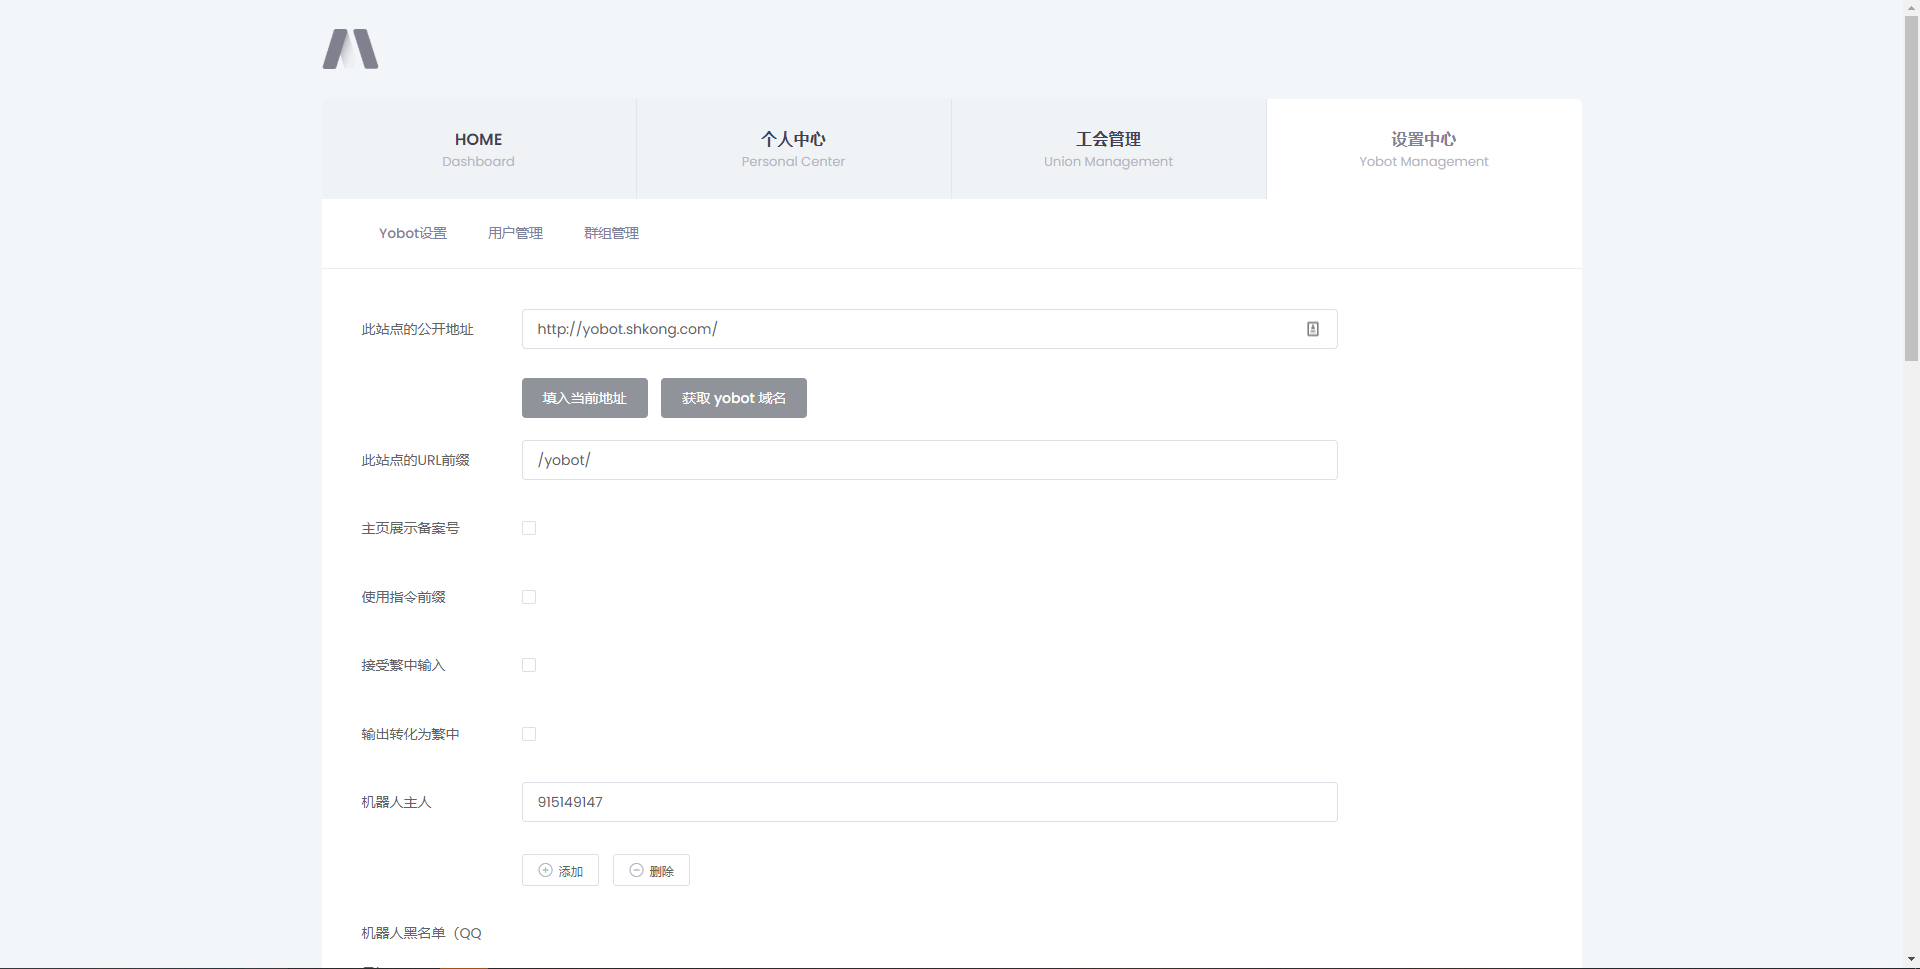 HOME
Dashboard
个人中心
Personal Center
工会管理
Union Management
设置中心
Yobot Management
Yobot设置
用户管理
群组管理
此站点的公开地址
http://yobot.shkong.com/
填入当前地址
获取 yobot 域名
此站点的URL前缀
/yobot/
主页展示备案号
使用指令前缀
接受繁中输入
输出转化为繁中
机器人主人
915149147
添加
删除
机器人黑名单（QQ